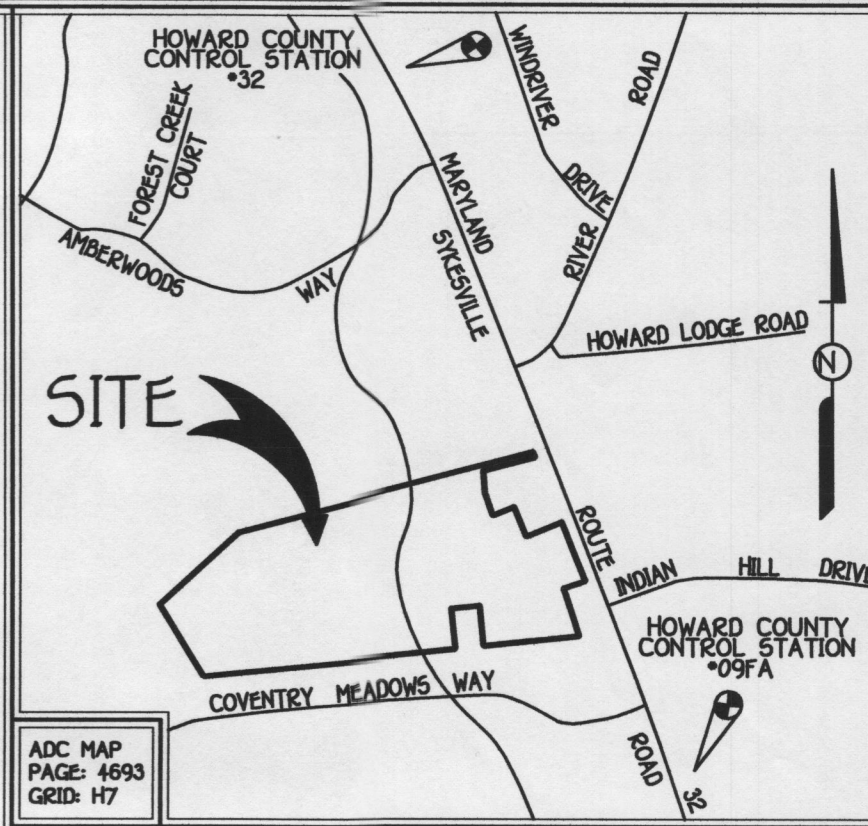 HOWARD COUNTY
CONTROL STATION
*32
FOREST CREEK
COURT
AMBERWOODS WAY
WINDRIVER DRIVE
RIVER ROAD
MARYLAND ROUTE 32
SYKESVILLE ROAD
HOWARD LODGE ROAD
N
SITE
INDIAN HILL DRIVE
HOWARD COUNTY
CONTROL STATION
*09FA
COVENTRY MEADOWS WAY
ADC MAP
PAGE: 4693
GRID: H7